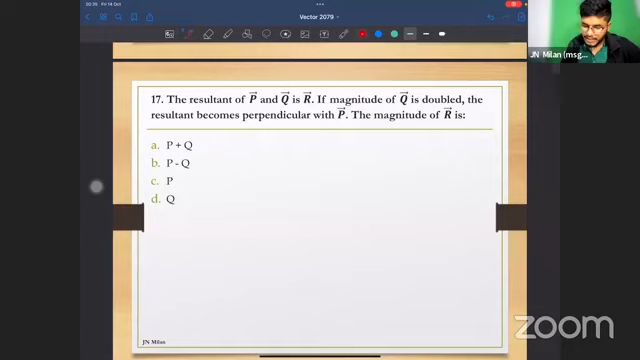 20:35 Fri 14 Oct
Vector 2079
JN Milan (msg...
17. The resultant of P⃗ and Q⃗ is R⃗. If magnitude of Q⃗ is doubled, the
resultant becomes perpendicular with P⃗. The magnitude of R⃗ is:
a. P + Q
b. P - Q
c. P
d. Q
JN Milan
zoom